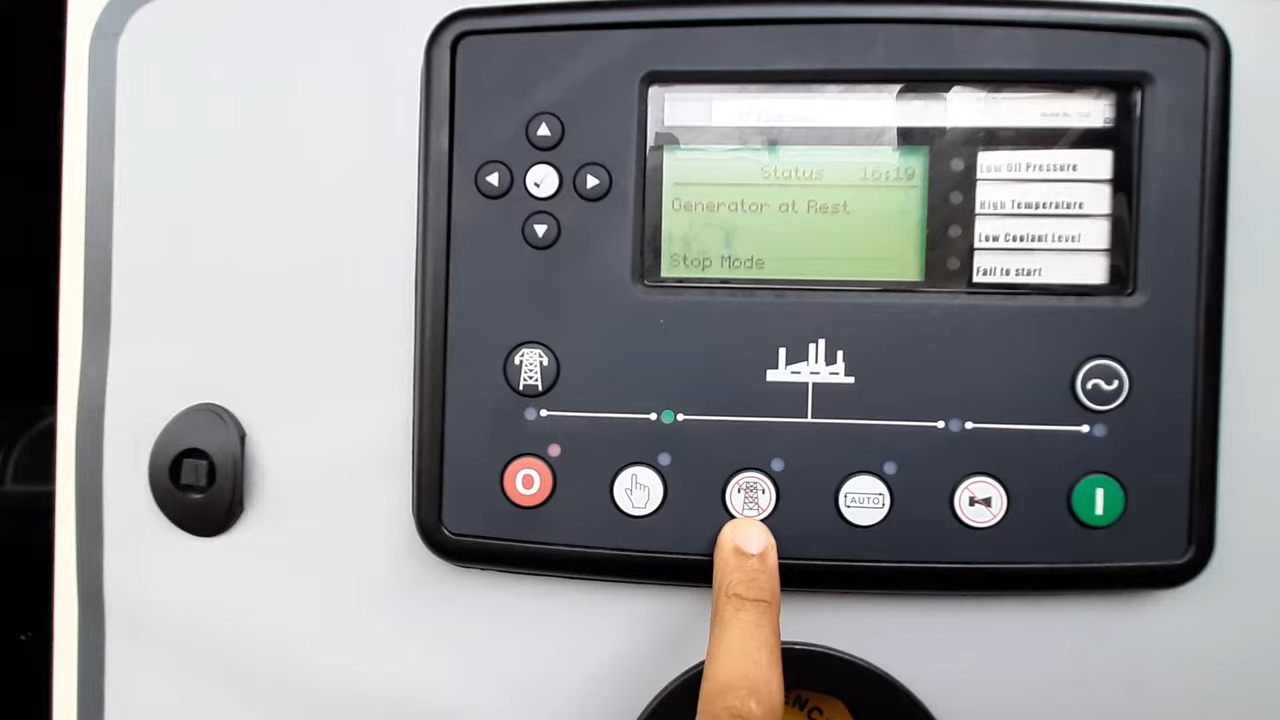 Status 16:19
Generator at Rest
Stop Mode
Low Oil Pressure
High Temperature
Low Coolant Level
Fail to start
O
AUTO
I